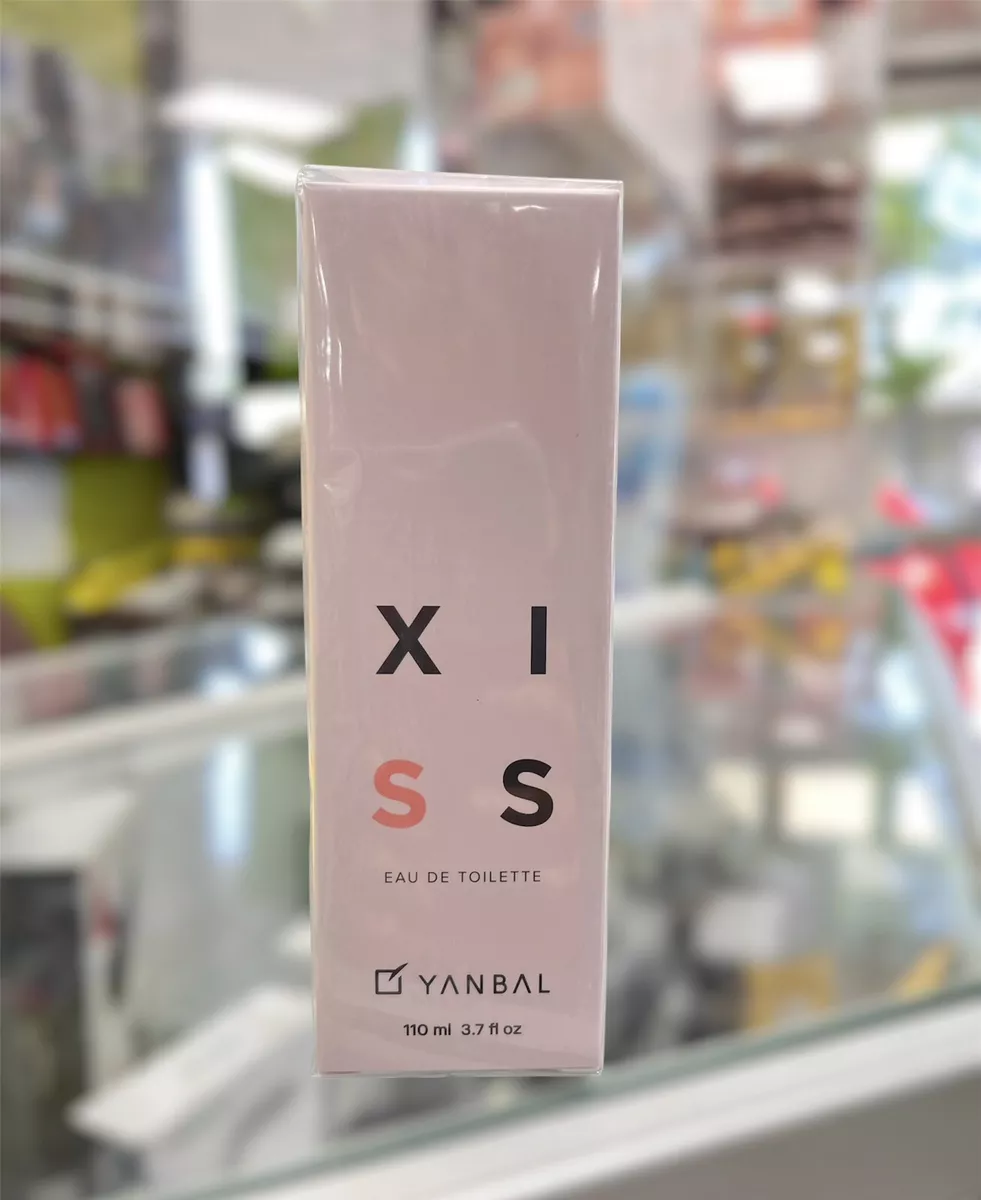 X I
S S
EAU DE TOILETTE
YANBAL
110 ml 3.7 fl oz